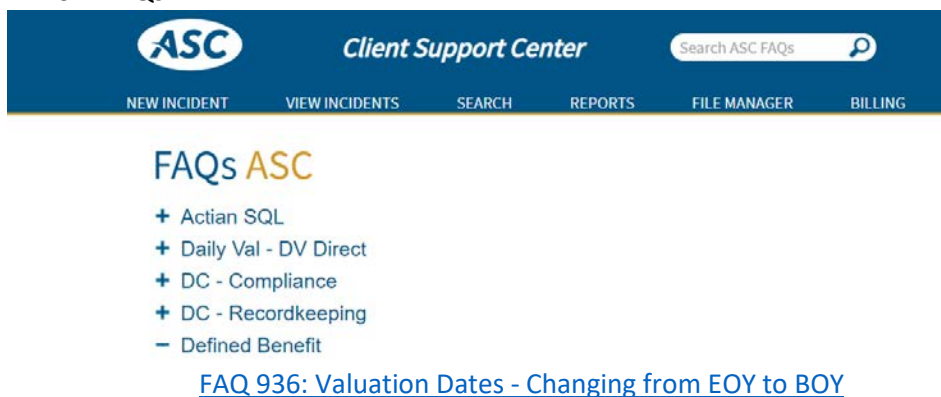 ASC
Client Support Center
Search ASC FAQs
NEW INCIDENT VIEW INCIDENTS SEARCH REPORTS FILE MANAGER BILLING
FAQs ASC
+ Actian SQL
+ Daily Val - DV Direct
+ DC - Compliance
+ DC - Recordkeeping
− Defined Benefit
FAQ 936: Valuation Dates - Changing from EOY to BOY